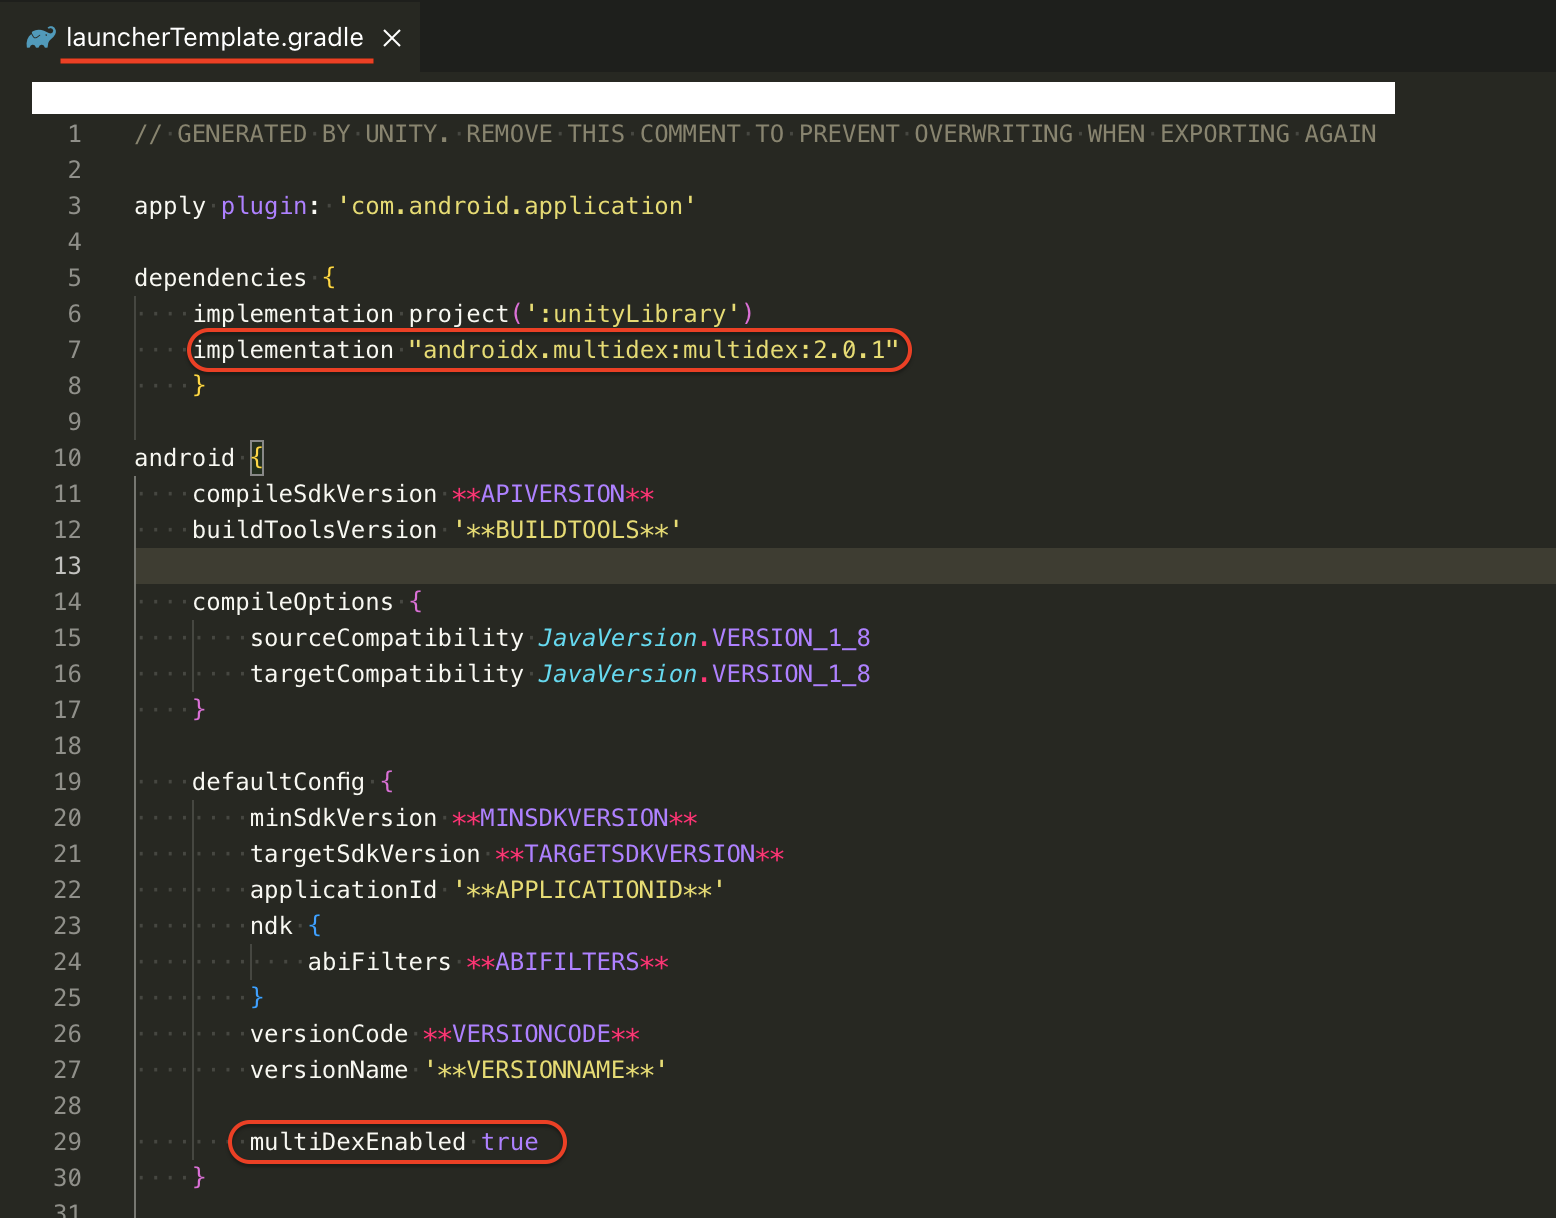 launcherTemplate.gradle
1 // GENERATED BY UNITY. REMOVE THIS COMMENT TO PREVENT OVERWRITING WHEN EXPORTING AGAIN
2
3 apply plugin: 'com.android.application'
4
5 dependencies {
6     implementation project(':unityLibrary')
7     implementation "androidx.multidex:multidex:2.0.1"
8     }
9
10 android {
11     compileSdkVersion **APIVERSION**
12     buildToolsVersion '**BUILDTOOLS**'
13
14     compileOptions {
15         sourceCompatibility JavaVersion.VERSION_1_8
16         targetCompatibility JavaVersion.VERSION_1_8
17     }
18
19     defaultConfig {
20         minSdkVersion **MINSDKVERSION**
21         targetSdkVersion **TARGETSDKVERSION**
22         applicationId '**APPLICATIONID**'
23         ndk {
24             abiFilters **ABIFILTERS**
25         }
26         versionCode **VERSIONCODE**
27         versionName '**VERSIONNAME**'
28
29         multiDexEnabled true
30     }
31